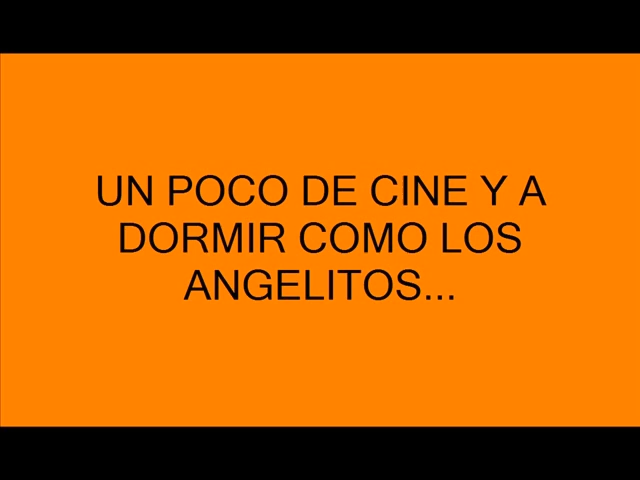 UN POCO DE CINE Y A
DORMIR COMO LOS
ANGELITOS...